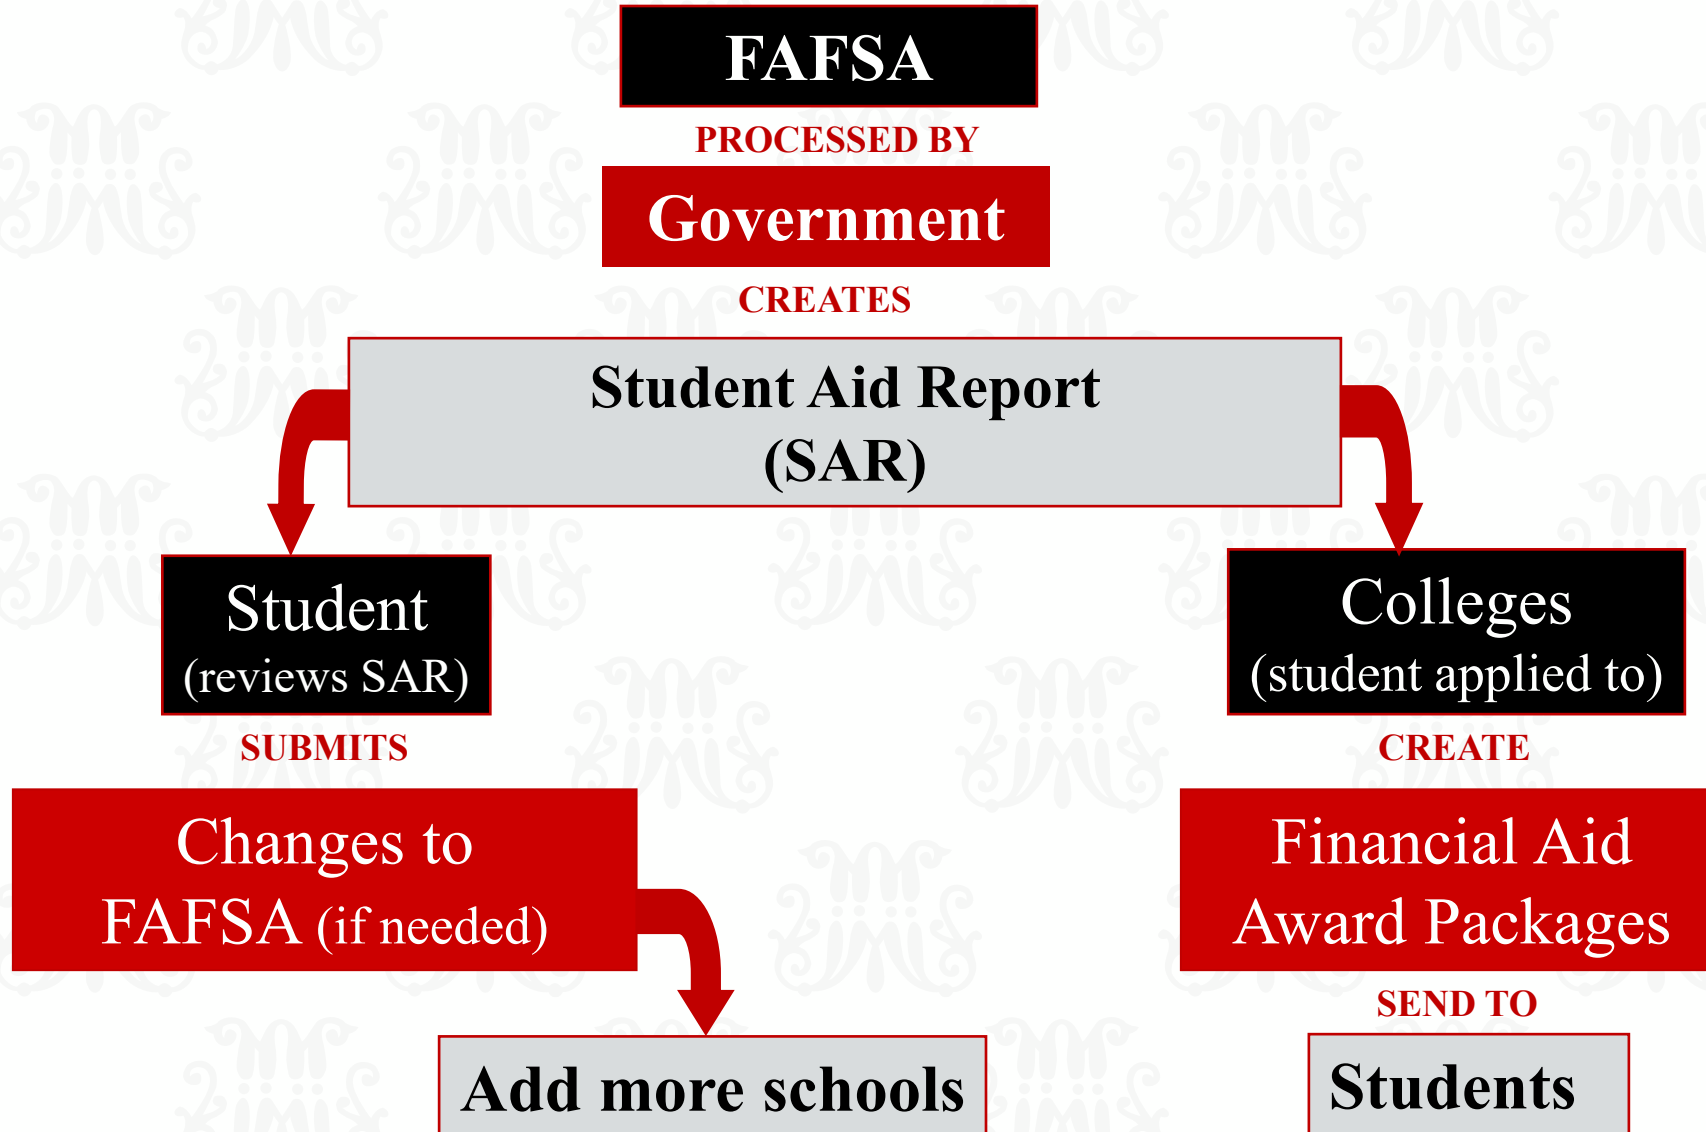 FAFSA
PROCESSED BY
Government
CREATES
Student Aid Report
(SAR)
Student
(reviews SAR)
SUBMITS
Changes to
FAFSA (if needed)
Add more schools
Colleges
(student applied to)
CREATE
Financial Aid
Award Packages
SEND TO
Students